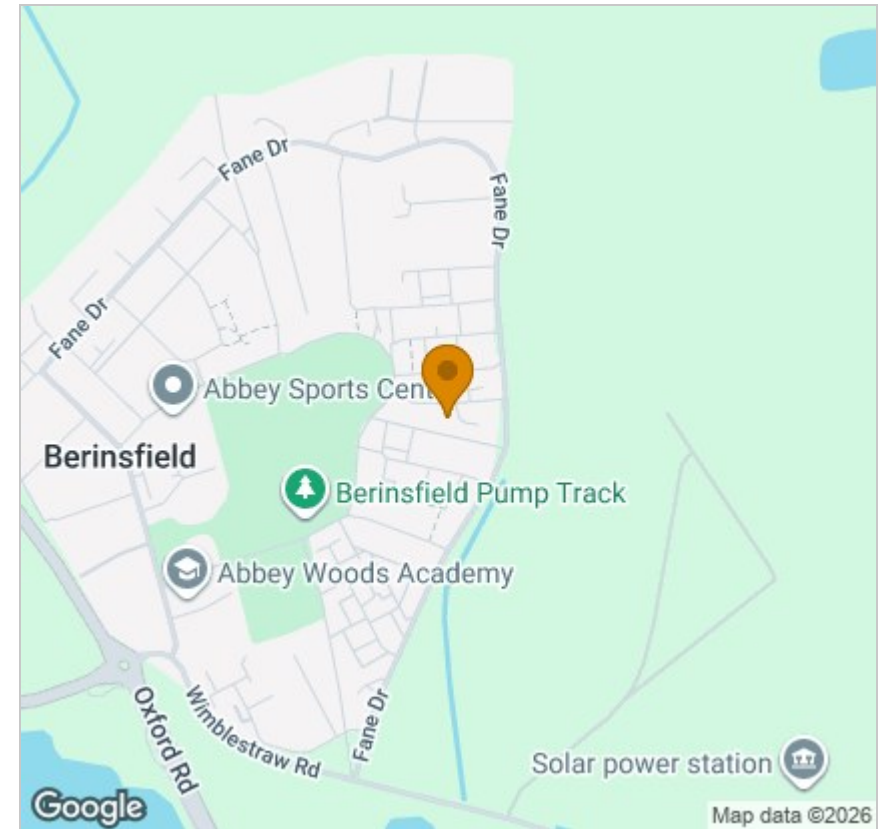 Fane Dr
Fane Dr
Fane Dr
Abbey Sports Cent
Berinsfield
Berinsfield Pump Track
Abbey Woods Academy
Oxford Rd
Wimblestraw Rd
Fane Dr
Solar power station
Google
Map data ©2026